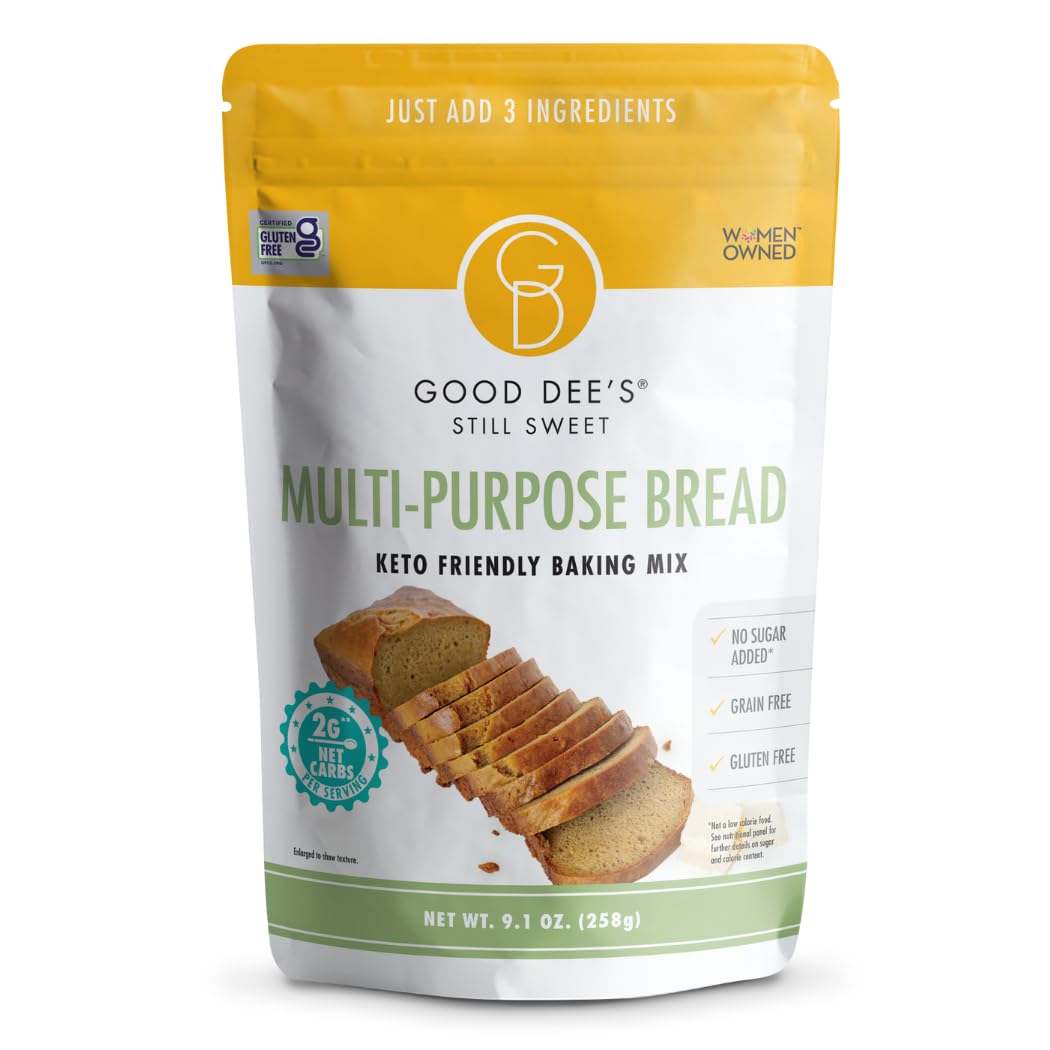 JUST ADD 3 INGREDIENTS
CERTIFIED
GLUTEN
FREE
GFCO.ORG
WOMEN™
OWNED
GD
GOOD DEE'S®
STILL SWEET
MULTI-PURPOSE BREAD
KETO FRIENDLY BAKING MIX
NO SUGAR
ADDED*
GRAIN FREE
GLUTEN FREE
2G**
NET
CARBS
PER SERVING
*Not a low calorie food.
See nutritional panel for
further details on sugar
and calorie content.
Enlarged to show texture.
NET WT. 9.1 OZ. (258g)